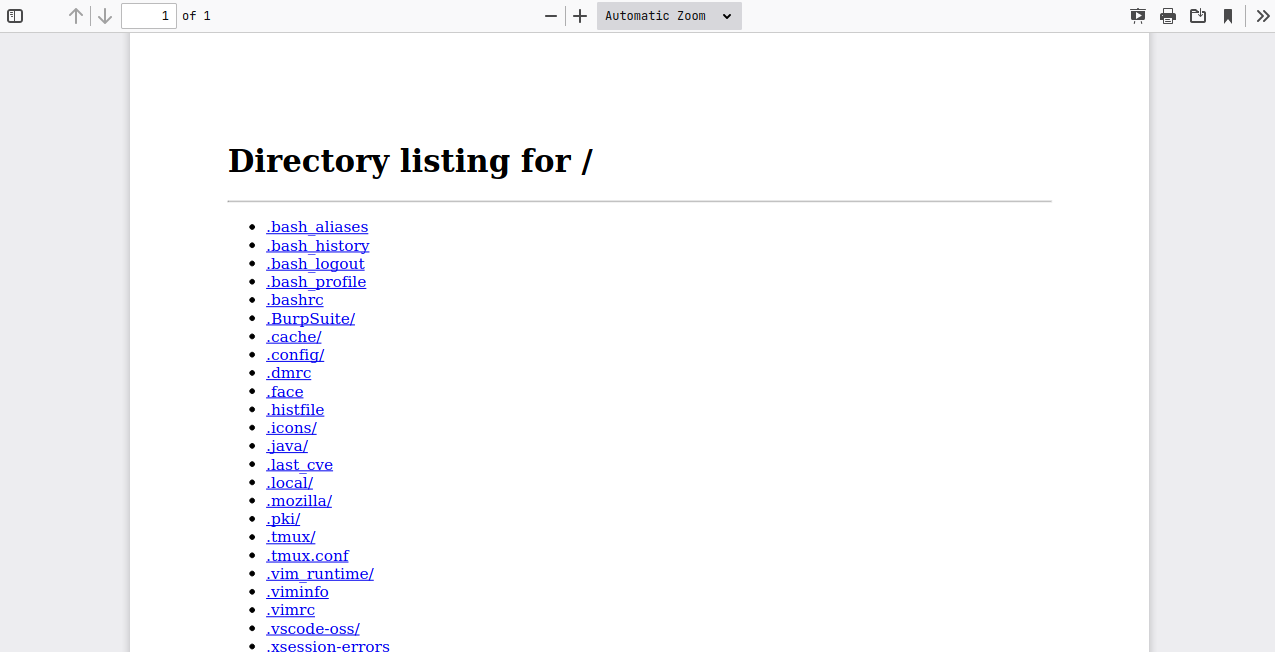 1 of 1 Automatic Zoom
Directory listing for /
.bash_aliases
.bash_history
.bash_logout
.bash_profile
.bashrc
.BurpSuite/
.cache/
.config/
.dmrc
.face
.histfile
.icons/
.java/
.last_cve
.local/
.mozilla/
.pki/
.tmux/
.tmux.conf
.vim_runtime/
.viminfo
.vimrc
.vscode-oss/
.xsession-errors